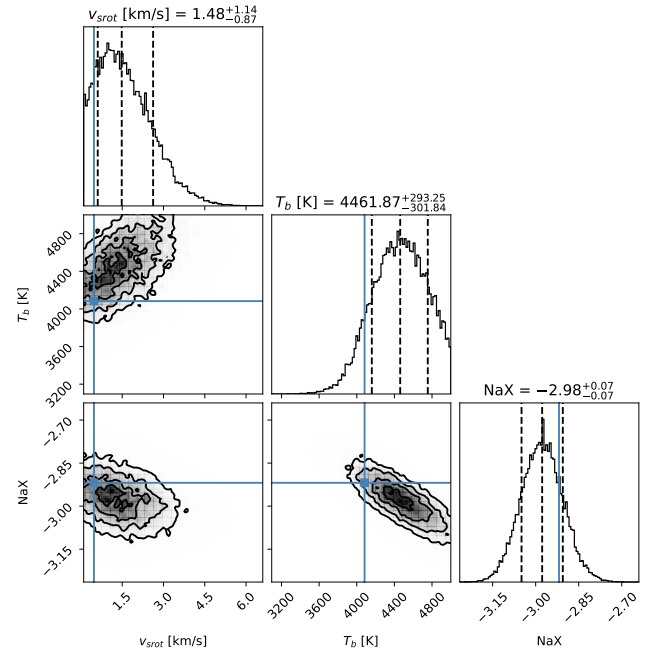 v_srot [km/s] = 1.48^{+1.14}_{−0.87}
T_b [K] = 4461.87^{+293.25}_{−301.84}
NaX = −2.98^{+0.07}_{−0.07}
T_b [K]
4800
4400
4000
3600
3200
NaX
−2.70
−2.85
−3.00
−3.15
1.5 3.0 4.5 6.0
3200 3600 4000 4400 4800
−3.15 −3.00 −2.85 −2.70
v_srot [km/s]
T_b [K]
NaX